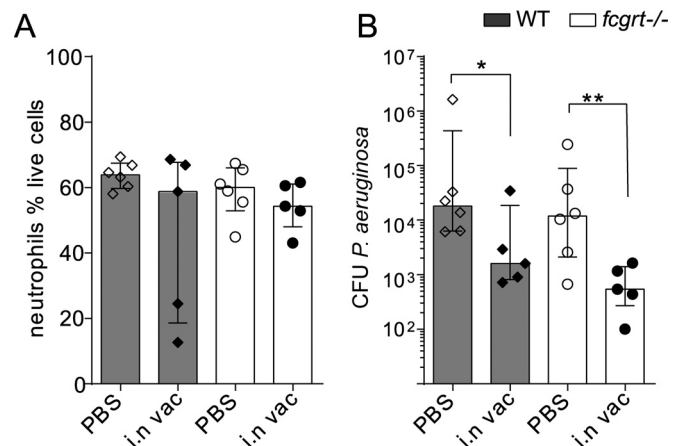 A
B
WT
fcgrt-/-
neutrophils % live cells
100
80
60
40
20
0
PBS
i.n vac
PBS
i.n vac
CFU P. aeruginosa
10⁷
10⁶
10⁵
10⁴
10³
10²
*
**
PBS
i.n vac
PBS
i.n vac